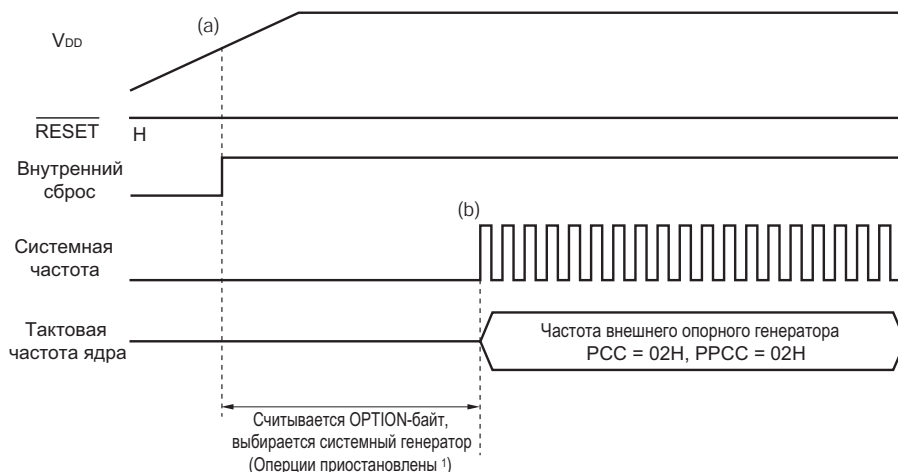 (a)
VDD
RESET
H
Внутренний
сброс
(b)
Системная
частота
Тактовая
частота ядра
Частота внешнего опорного генератора
PCC = 02H, PPCC = 02H
Считывается OPTION-байт,
выбирается системный генератор
(Оперции приостановлены ¹)